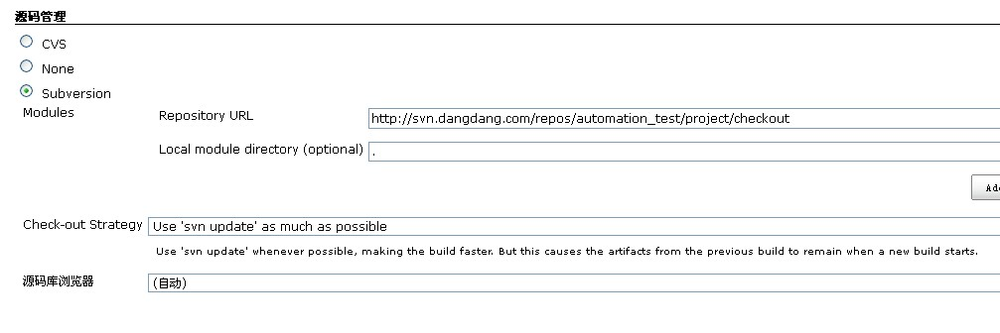 源码管理
CVS
None
Subversion
Modules
Repository URL
http://svn.dangdang.com/repos/automation_test/project/checkout
Local module directory (optional)
.
Check-out Strategy
Use 'svn update' as much as possible
Use 'svn update' whenever possible, making the build faster. But this causes the artifacts from the previous build to remain when a new build starts.
源码库浏览器
(自动)